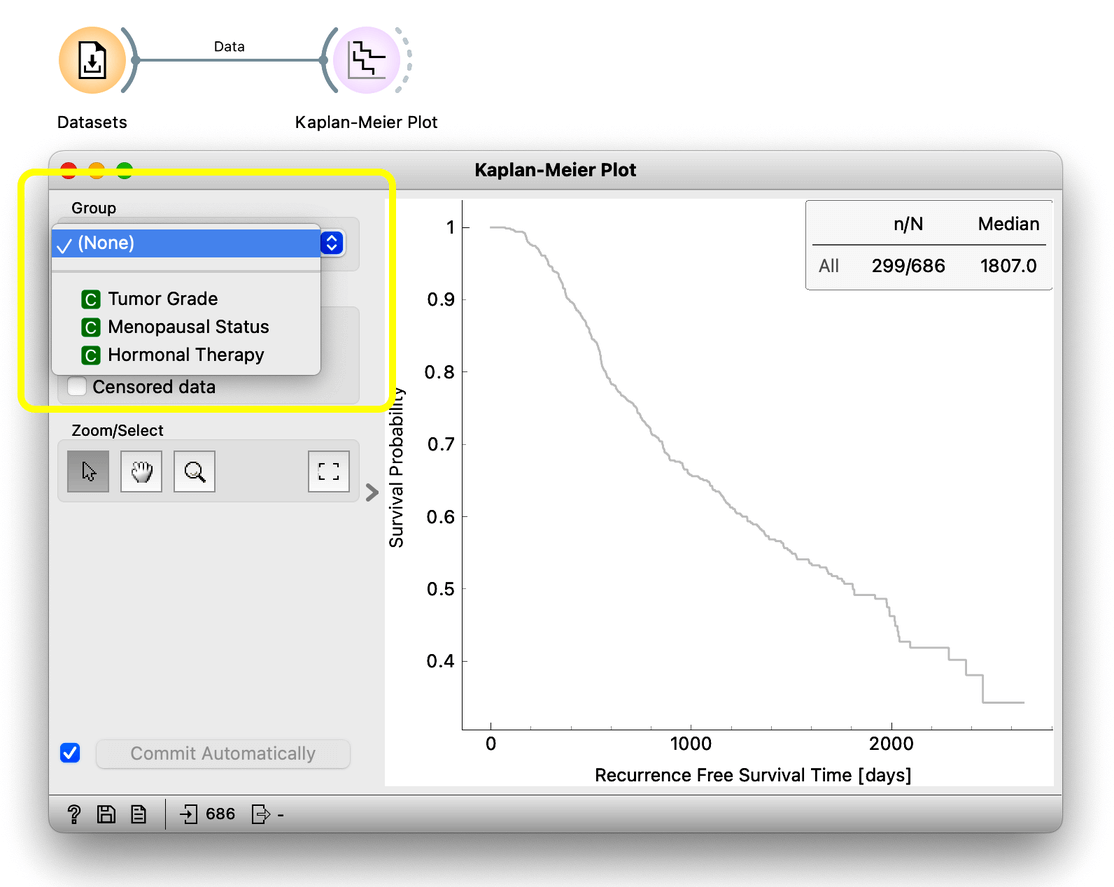 Data
Datasets
Kaplan-Meier Plot
Kaplan-Meier Plot
Group
(None)
C Tumor Grade
C Menopausal Status
C Hormonal Therapy
Censored data
Zoom/Select
Commit Automatically
? 686 -
n/N Median
All 299/686 1807.0
1
0.9
0.8
0.7
0.6
0.5
0.4
Survival Probability
0 1000 2000
Recurrence Free Survival Time [days]